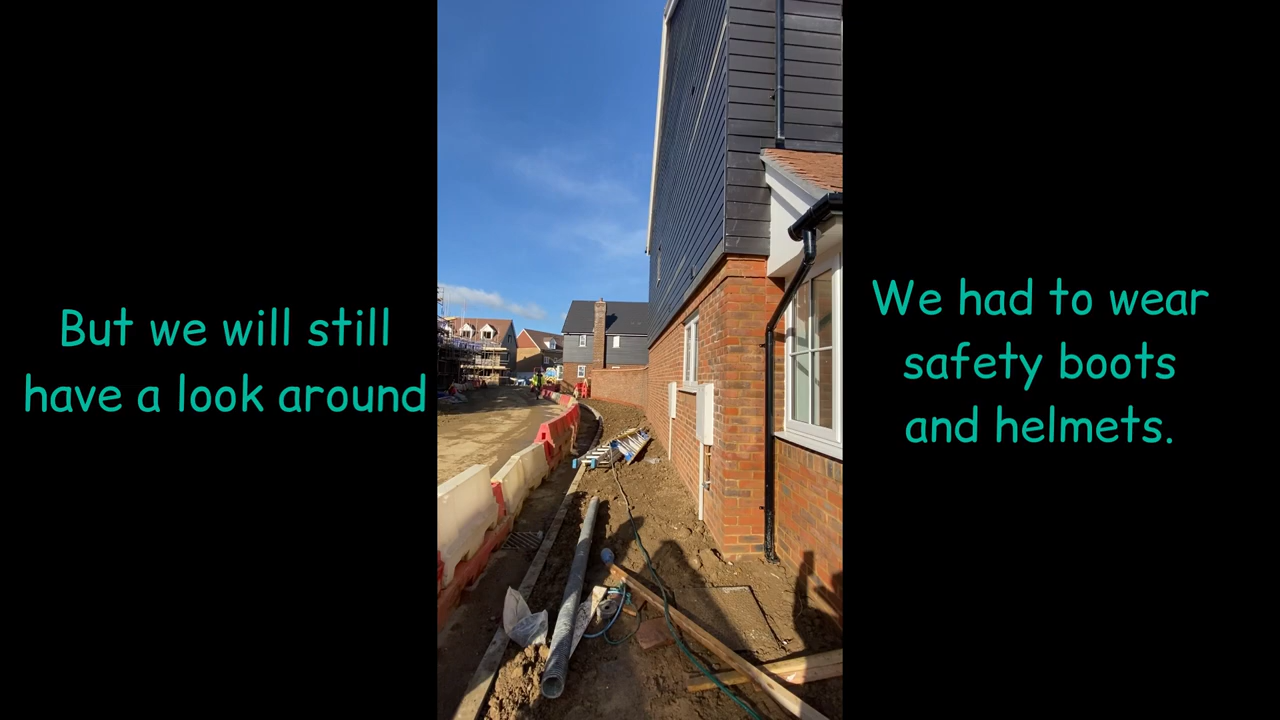 But we will still
have a look around
We had to wear
safety boots
and helmets.